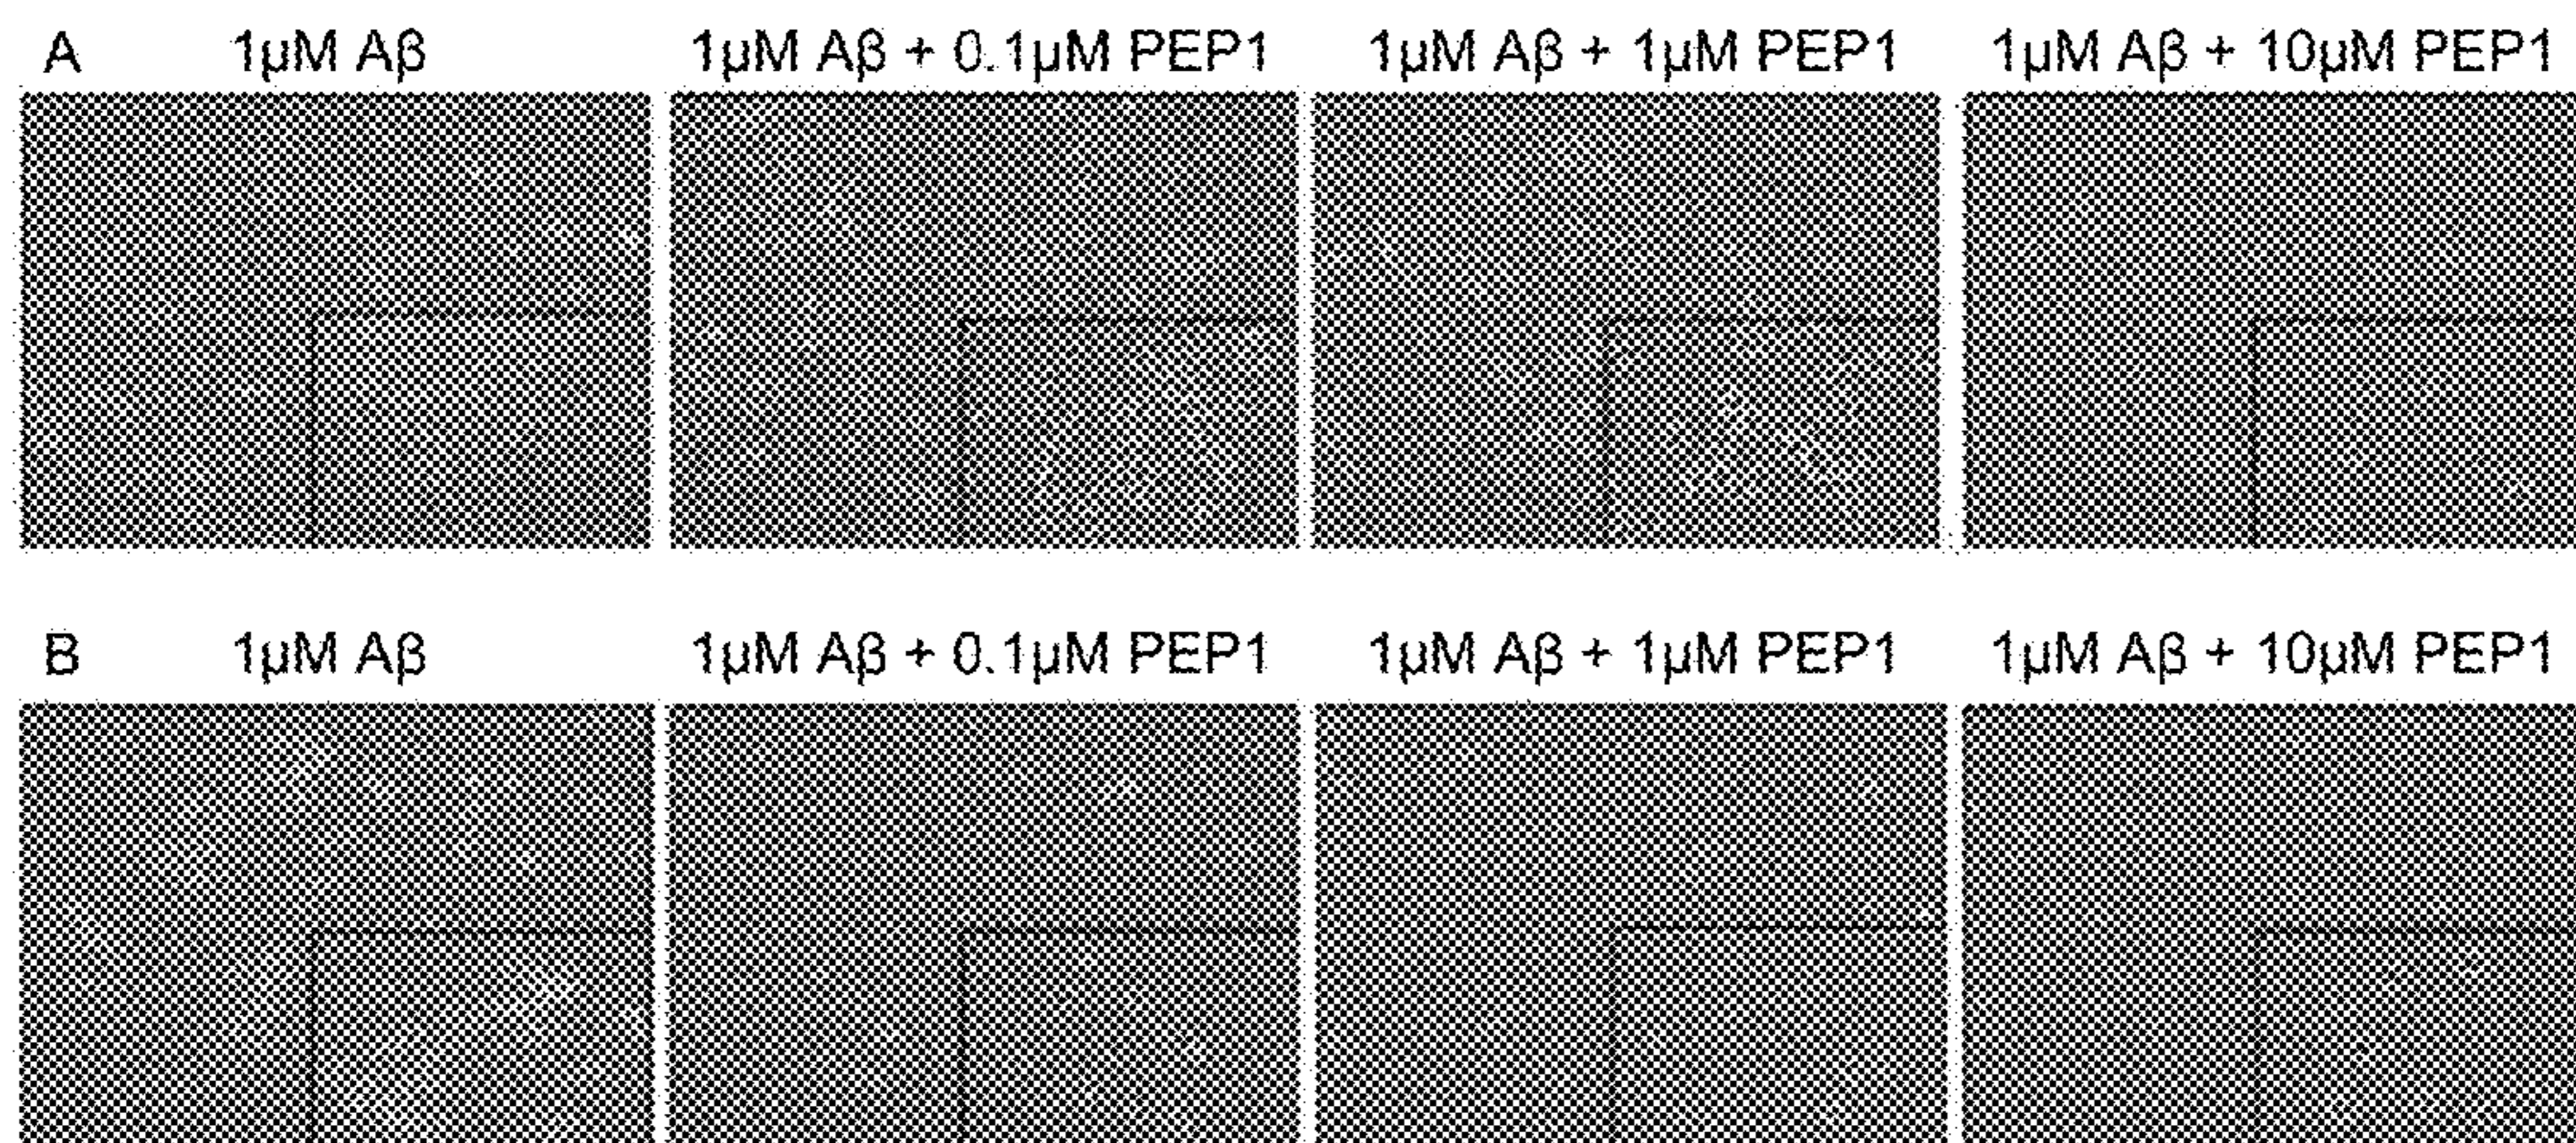 A 1µM Aβ 1µM Aβ + 0.1µM PEP1 1µM Aβ + 1µM PEP1 1µM Aβ + 10µM PEP1
B 1µM Aβ 1µM Aβ + 0.1µM PEP1 1µM Aβ + 1µM PEP1 1µM Aβ + 10µM PEP1